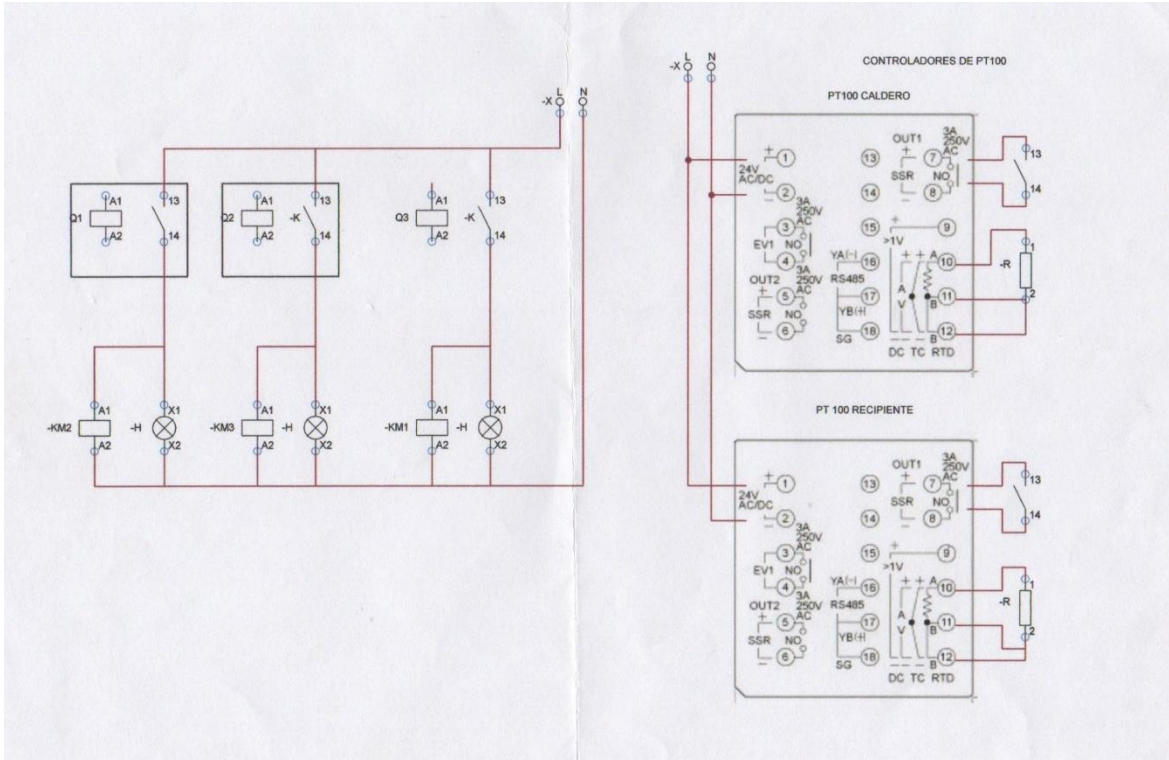 L N
-X
A1 13
Q1
A2 14
A1 13
Q2 -K
A2 14
A1 13
Q3 -K
A2 14
A1 X1
-KM2 -H
A2 X2
A1 X1
-KM3 -H
A2 X2
A1 X1
-KM1 -H
A2 X2
L N
-X
CONTROLADORES DE PT100
PT100 CALDERO
+ 1
24V
AC/DC
- 2
3A
250V
AC
3
EV1 NO
4
3A
250V
AC
OUT2
+ 5
SSR NO
- 6
13
14
15
YA(-) 16
RS485
17
YB(+)
SG 18
OUT1
3A
250V
AC
+ 7
SSR NO
- 8
+ 9
>1V
+ + A 10
A
V B 11
B 12
DC TC RTD
13
14
1
-R
2
PT 100 RECIPIENTE
+ 1
24V
AC/DC
- 2
3A
250V
AC
3
EV1 NO
4
3A
250V
AC
OUT2
+ 5
SSR NO
- 6
13
14
15
YA(-) 16
RS485
17
YB(+)
SG 18
OUT1
3A
250V
AC
+ 7
SSR NO
- 8
+ 9
>1V
+ + A 10
A
V B 11
B 12
DC TC RTD
13
14
1
-R
2